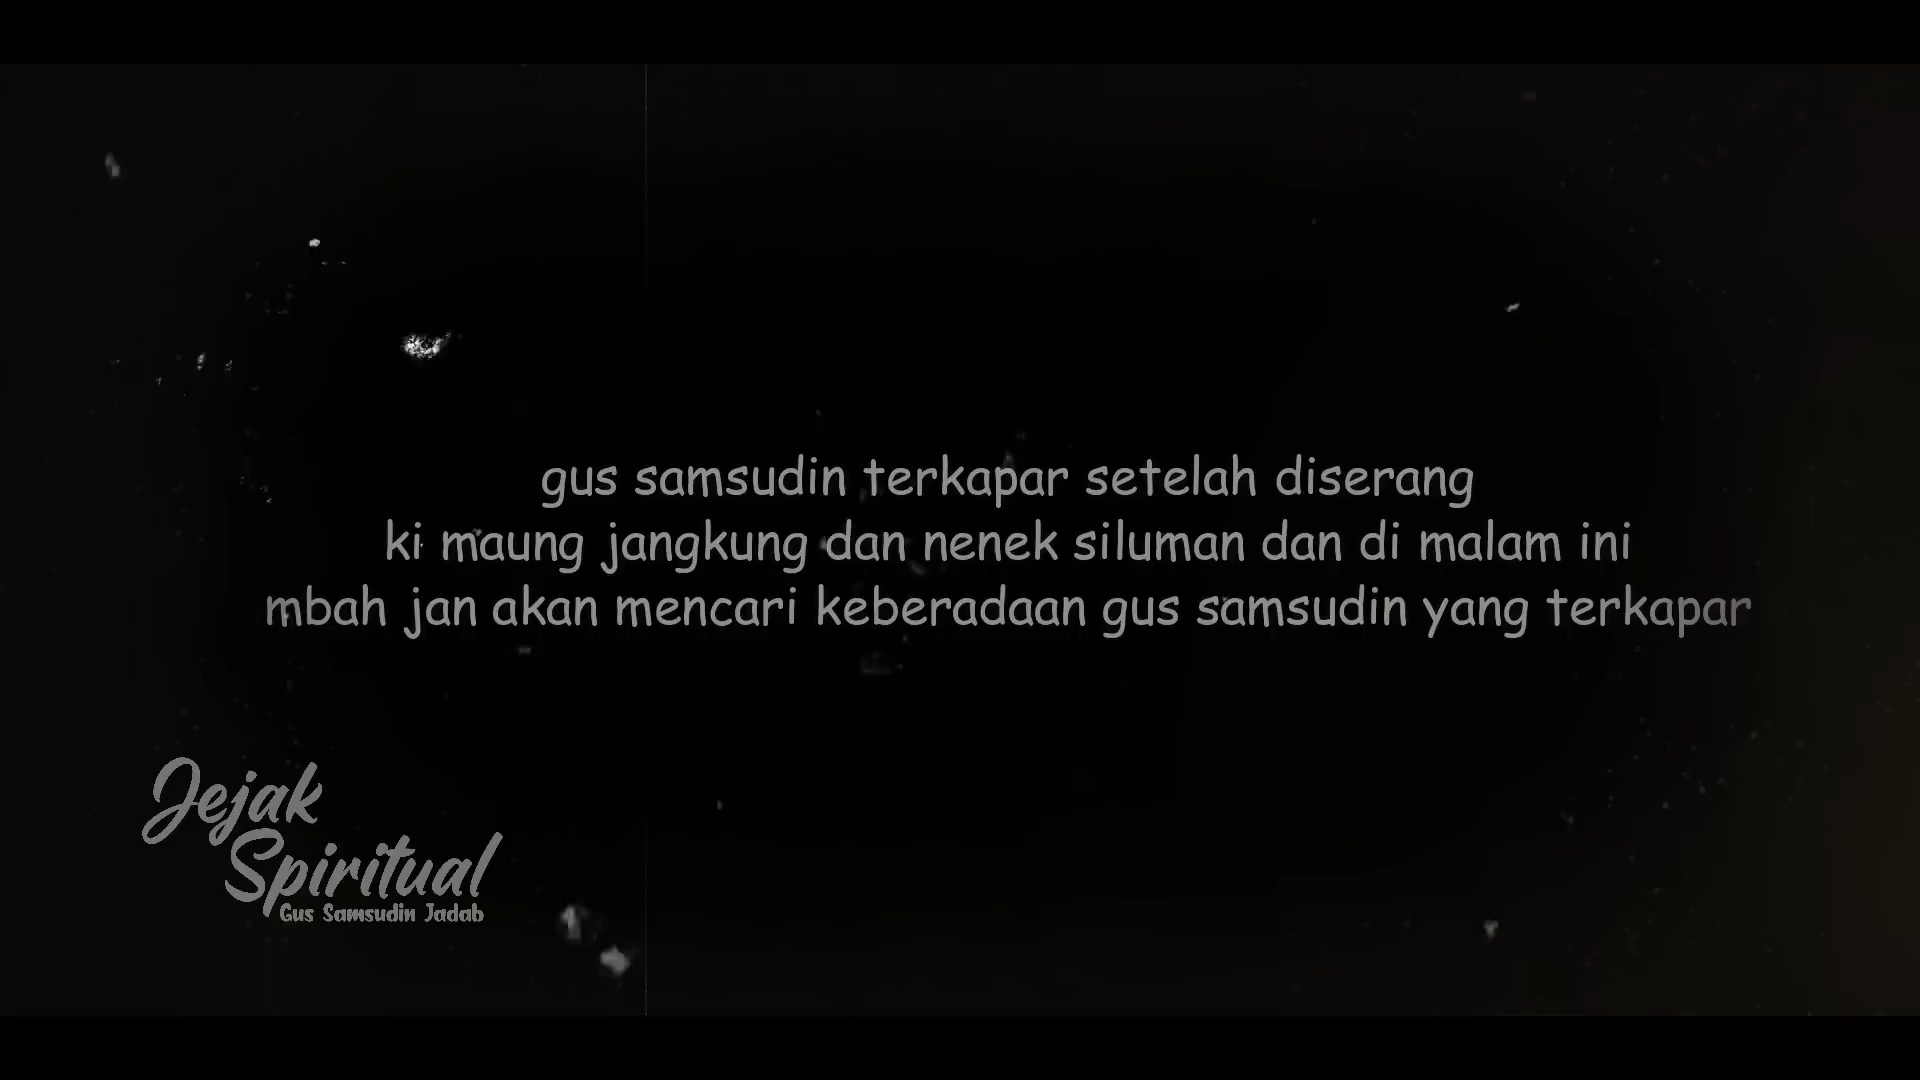 gus samsudin terkapar setelah diserang
ki maung jangkung dan nenek siluman dan di malam ini
mbah jan akan mencari keberadaan gus samsudin yang terkapar
Jejak
Spiritual
Gus Samsudin Jadab